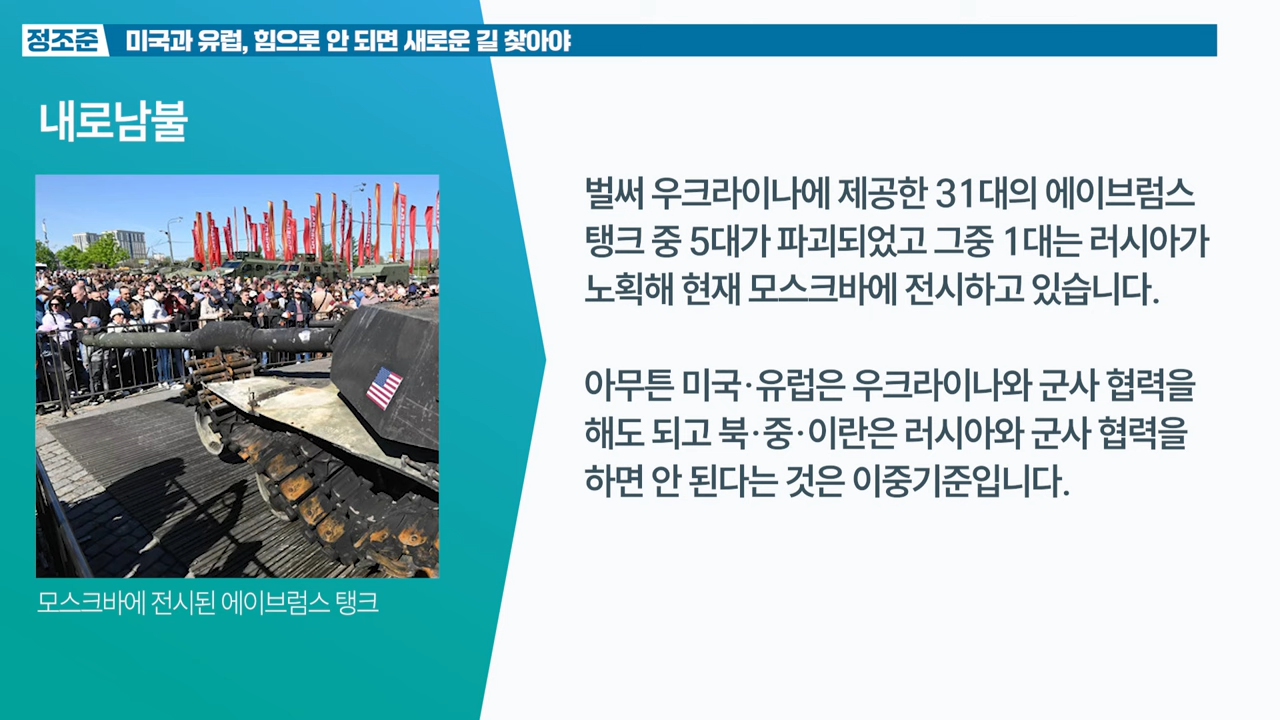 정조준 미국과 유럽, 힘으로 안 되면 새로운 길 찾아야
내로남불
벌써 우크라이나에 제공한 31대의 에이브럼스
탱크 중 5대가 파괴되었고 그중 1대는 러시아가
노획해 현재 모스크바에 전시하고 있습니다.
아무튼 미국·유럽은 우크라이나와 군사 협력을
해도 되고 북·중·이란은 러시아와 군사 협력을
하면 안 된다는 것은 이중기준입니다.
모스크바에 전시된 에이브럼스 탱크